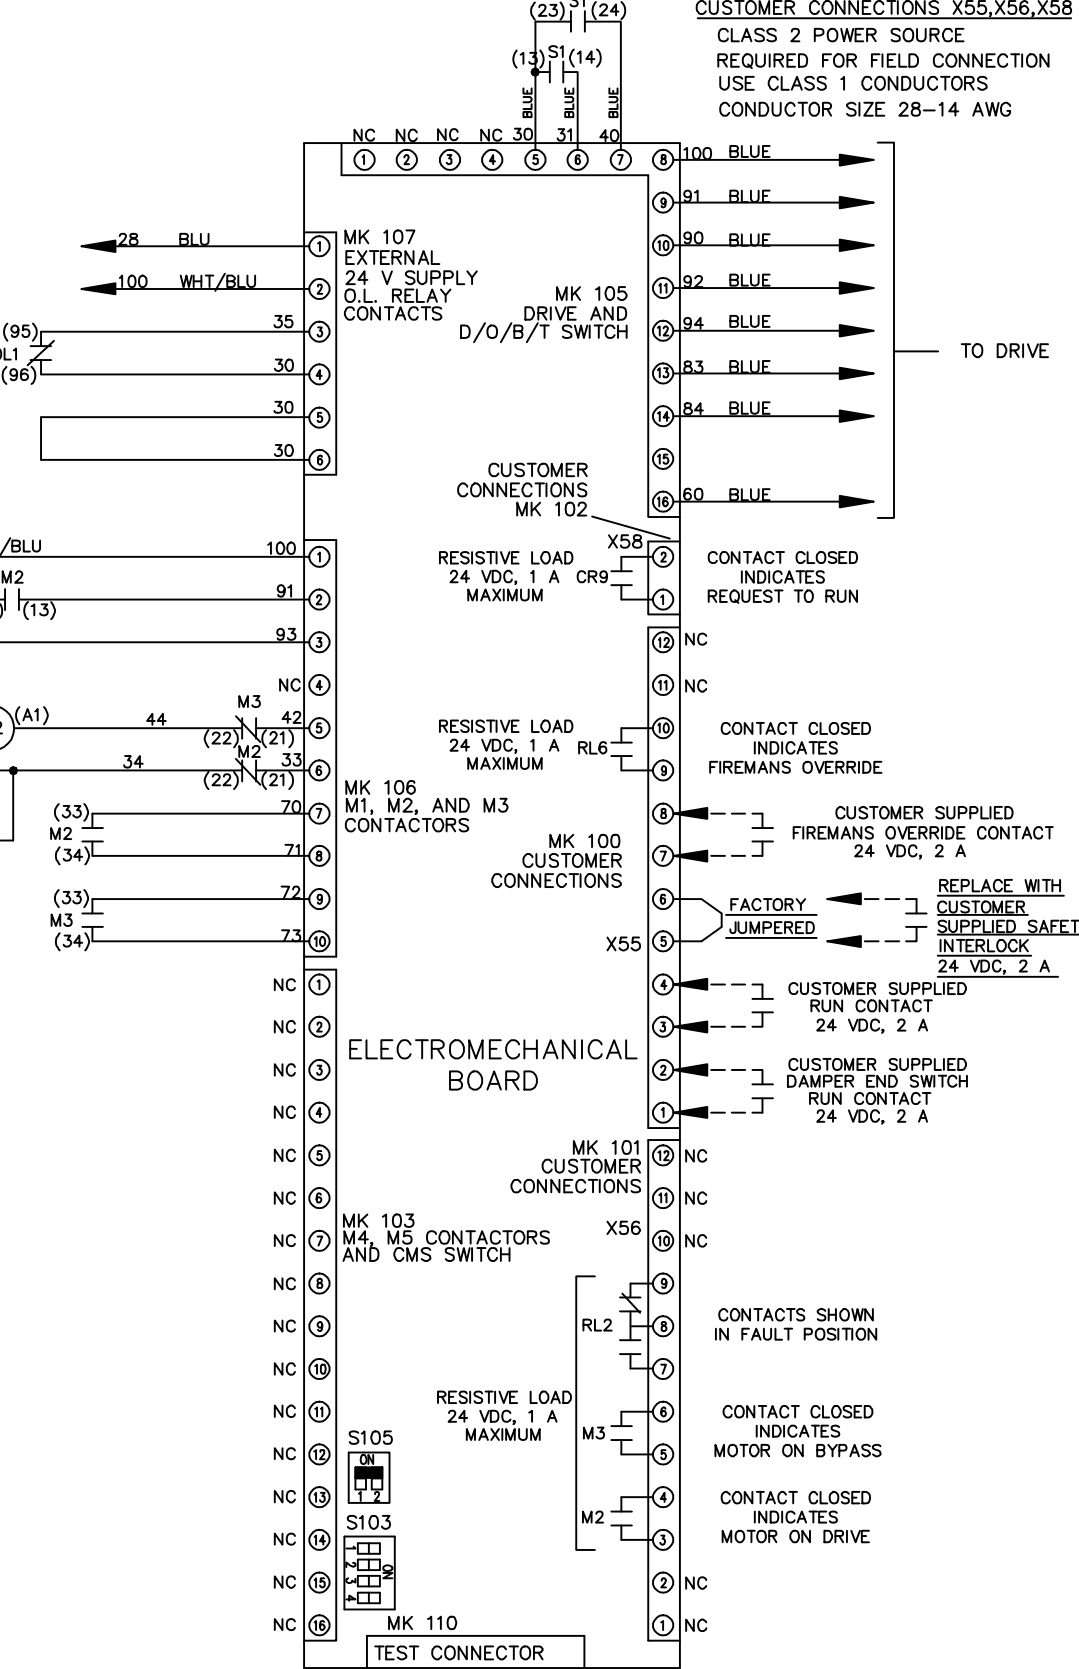 (23) S1 (24)
CUSTOMER CONNECTIONS X55,X56,X58
CLASS 2 POWER SOURCE
REQUIRED FOR FIELD CONNECTION
USE CLASS 1 CONDUCTORS
CONDUCTOR SIZE 28-14 AWG
(13) S1 (14)
BLUE BLUE BLUE
NC NC NC NC 30 31 40
1 2 3 4 5 6 7 8 100 BLUE
9 91 BLUE
10 90 BLUE
11 92 BLUE
12 94 BLUE
13 83 BLUE
14 84 BLUE
15
16 60 BLUE
TO DRIVE
MK 105
DRIVE AND
D/O/B/T SWITCH
28 BLU 1
100 WHT/BLU 2
(95) 35 3
OL1
(96) 30 4
30 5
30 6
MK 107
EXTERNAL
24 V SUPPLY
O.L. RELAY
CONTACTS
CUSTOMER
CONNECTIONS
MK 102
X58
RESISTIVE LOAD
24 VDC, 1 A CR9
MAXIMUM
2
1
CONTACT CLOSED
INDICATES
REQUEST TO RUN
/BLU 100 1
M2
(13) 91 2
93 3
NC 4
(A1) 44 M3 (22) (21) 42 5
34 M2 (22) (21) 33 6
(33) 70 7
M2
(34) 71 8
(33) 72 9
M3
(34) 73 10
MK 106
M1, M2, AND M3
CONTACTORS
12 NC
11 NC
RESISTIVE LOAD
24 VDC, 1 A RL6
MAXIMUM
10
9
CONTACT CLOSED
INDICATES
FIREMANS OVERRIDE
MK 100
CUSTOMER
CONNECTIONS
X55
8
7
CUSTOMER SUPPLIED
FIREMANS OVERRIDE CONTACT
24 VDC, 2 A
6
5
FACTORY
JUMPERED
REPLACE WITH
CUSTOMER
SUPPLIED SAFET
INTERLOCK
24 VDC, 2 A
4
3
CUSTOMER SUPPLIED
RUN CONTACT
24 VDC, 2 A
2
1
CUSTOMER SUPPLIED
DAMPER END SWITCH
RUN CONTACT
24 VDC, 2 A
ELECTROMECHANICAL
BOARD
NC 1
NC 2
NC 3
NC 4
NC 5
NC 6
NC 7
NC 8
NC 9
NC 10
NC 11
NC 12
NC 13
NC 14
NC 15
NC 16
MK 103
M4, M5 CONTACTORS
AND CMS SWITCH
MK 101
CUSTOMER
CONNECTIONS
X56
12 NC
11 NC
10 NC
9
RL2 8
7
CONTACTS SHOWN
IN FAULT POSITION
RESISTIVE LOAD
24 VDC, 1 A
MAXIMUM
6
M3
5
CONTACT CLOSED
INDICATES
MOTOR ON BYPASS
4
M2
3
CONTACT CLOSED
INDICATES
MOTOR ON DRIVE
2 NC
1 NC
S105
ON
1 2
S103
1
2
3
4
ON
MK 110
TEST CONNECTOR